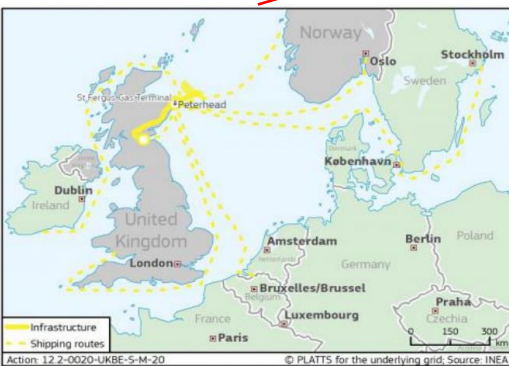 Norway
Oslo
Stockholm
Sweden
St Fergus Gas Terminal
Peterhead
Denmark
København
Dublin
Ireland
United
Kingdom
Amsterdam
Netherlands
Berlin
Poland
London
Germany
Bruxelles/Brussel
Belgium
Praha
Luxembourg
Czechia
France
Paris
Infrastructure
Shipping routes
0 150 300
km
Action: 12.2-0020-UKBE-S-M-20
© PLATTS for the underlying grid; Source: INEA